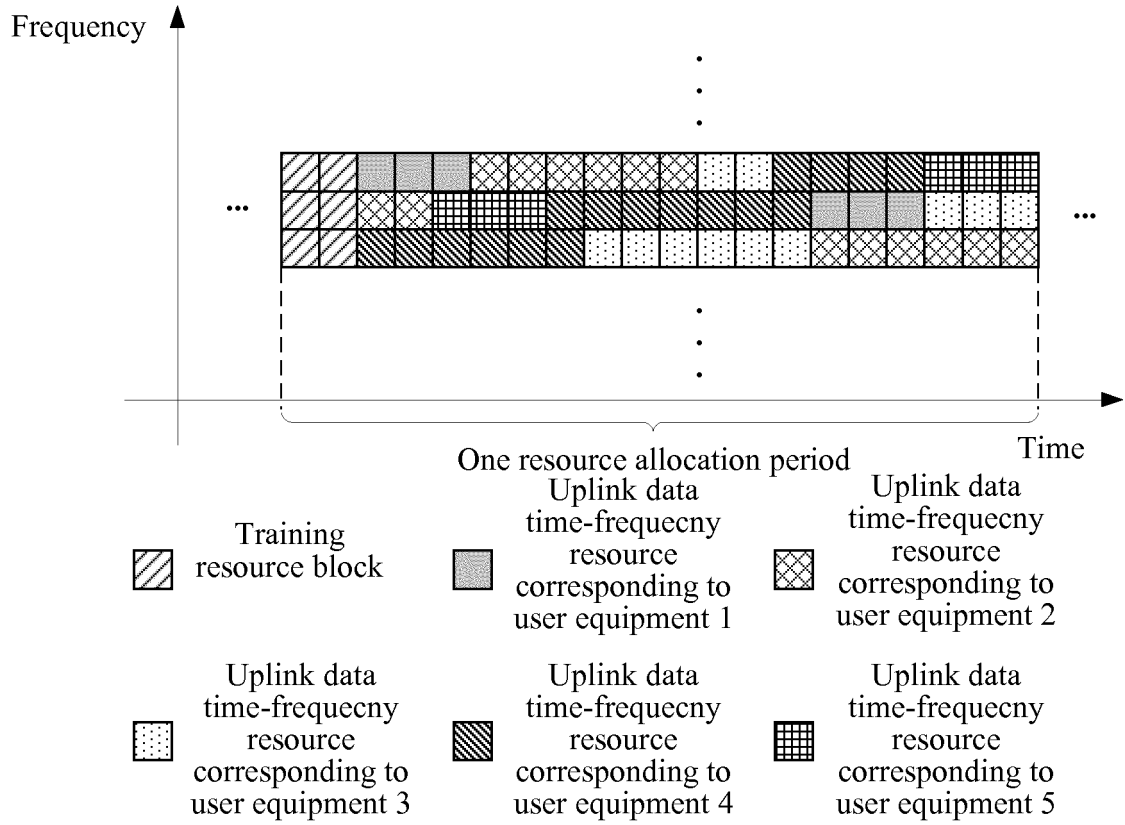 Frequency
...
...
Time
One resource allocation period
Training
resource block
Uplink data
time-frequecny
resource
corresponding to
user equipment 1
Uplink data
time-frequecny
resource
corresponding to
user equipment 2
Uplink data
time-frequecny
resource
corresponding to
user equipment 3
Uplink data
time-frequecny
resource
corresponding to
user equipment 4
Uplink data
time-frequecny
resource
corresponding to
user equipment 5